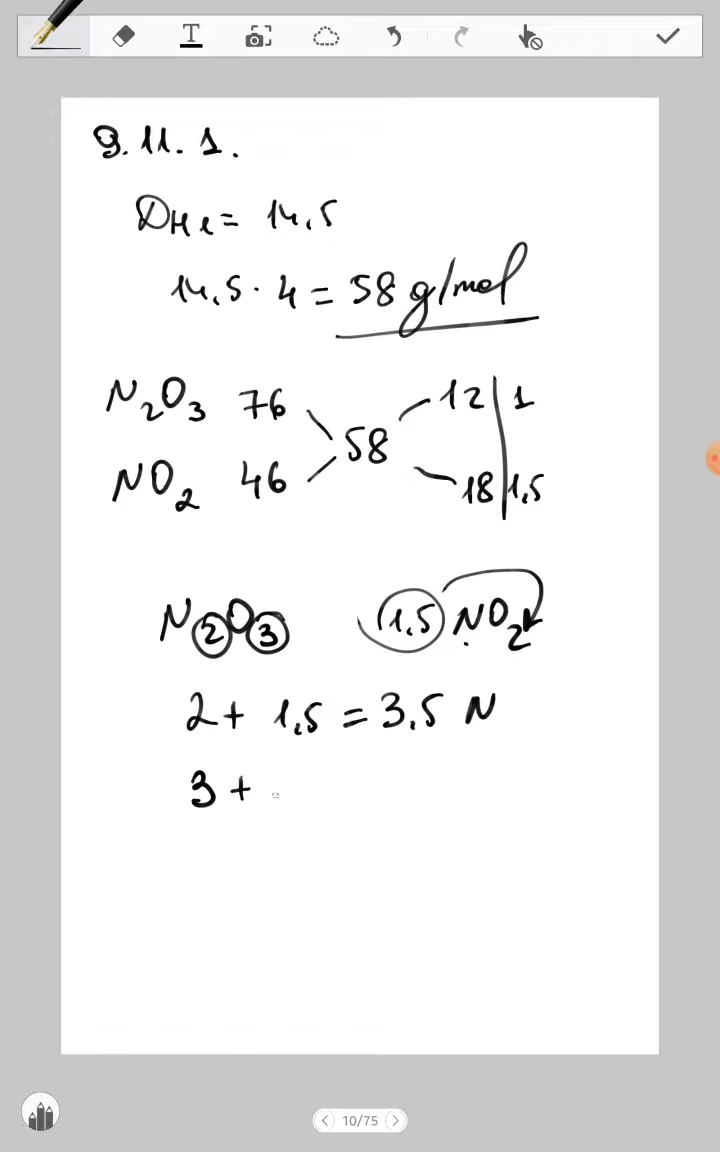 T
9.11.1.
DHe = 14,5
14,5 · 4 = 58 g/mol
N2O3 76 58 12 | 1
NO2 46 18 | 1,5
N2O3 1,5 NO2
2 + 1,5 = 3,5 N
3 +
10/75